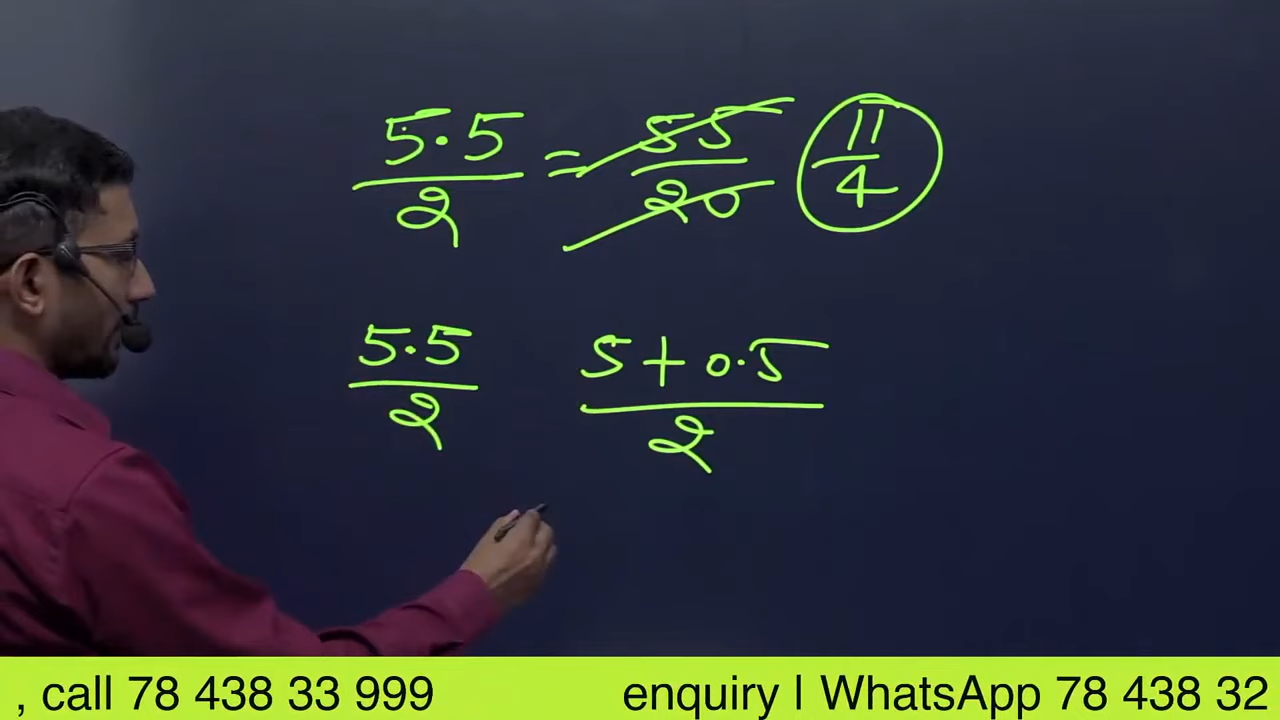 5.5/2 = 55/20 11/4
5.5/2 5+0.5/2
, call 78 438 33 999 enquiry | WhatsApp 78 438 32